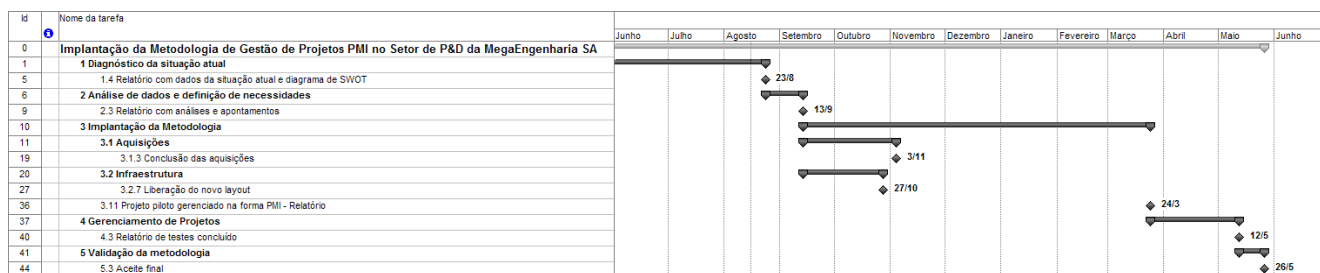 Id Nome da tarefa
Junho Julho Agosto Setembro Outubro Novembro Dezembro Janeiro Fevereiro Março Abril Maio Junho
0 Implantação da Metodologia de Gestão de Projetos PMI no Setor de P&D da MegaEngenharia SA
1 1 Diagnóstico da situação atual
5 1.4 Relatório com dados da situação atual e diagrama de SWOT 23/8
6 2 Análise de dados e definição de necessidades
9 2.3 Relatório com análises e apontamentos 13/9
10 3 Implantação da Metodologia
11 3.1 Aquisições
19 3.1.3 Conclusão das aquisições 3/11
20 3.2 Infraestrutura
27 3.2.7 Liberação do novo layout 27/10
36 3.11 Projeto piloto gerenciado na forma PMI - Relatório 24/3
37 4 Gerenciamento de Projetos
40 4.3 Relatório de testes concluído 12/5
41 5 Validação da metodologia
44 5.3 Aceite final 26/5